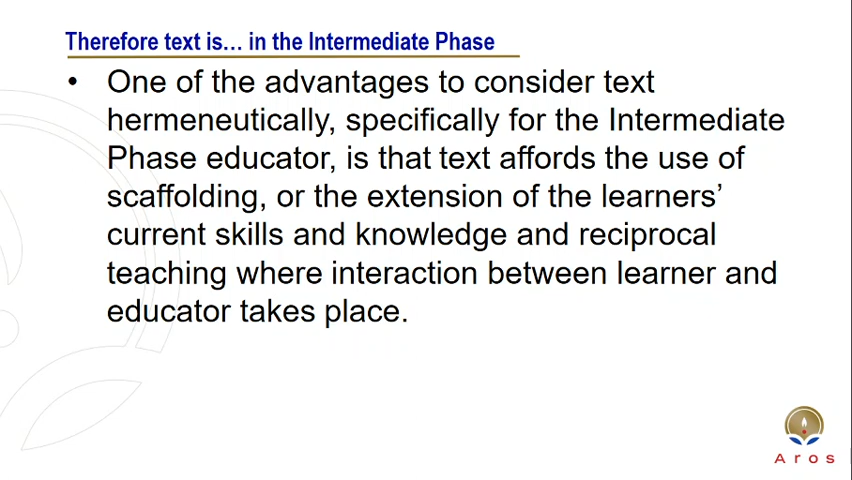 Therefore text is… in the Intermediate Phase
• One of the advantages to consider text
hermeneutically, specifically for the Intermediate
Phase educator, is that text affords the use of
scaffolding, or the extension of the learners’
current skills and knowledge and reciprocal
teaching where interaction between learner and
educator takes place.
Aros